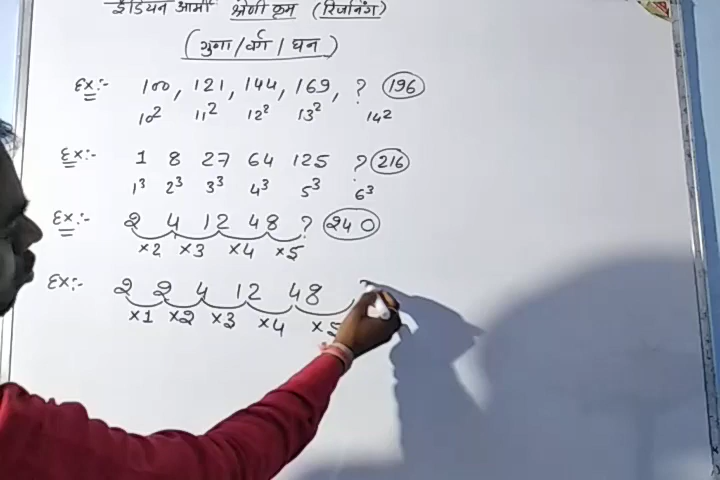 इंडियन आर्मी श्रेणी क्रम (रिजनिंग)
(गुणा/वर्ग/घन)
Ex:- 100, 121, 144, 169, ? 196
10² 11² 12² 13² 14²
Ex:- 1 8 27 64 125 ? 216
1³ 2³ 3³ 4³ 5³ 6³
Ex:- 2 4 12 48 ? 240
×2 ×3 ×4 ×5
Ex:- 2 2 4 12 48 ?
×1 ×2 ×3 ×4 ×5